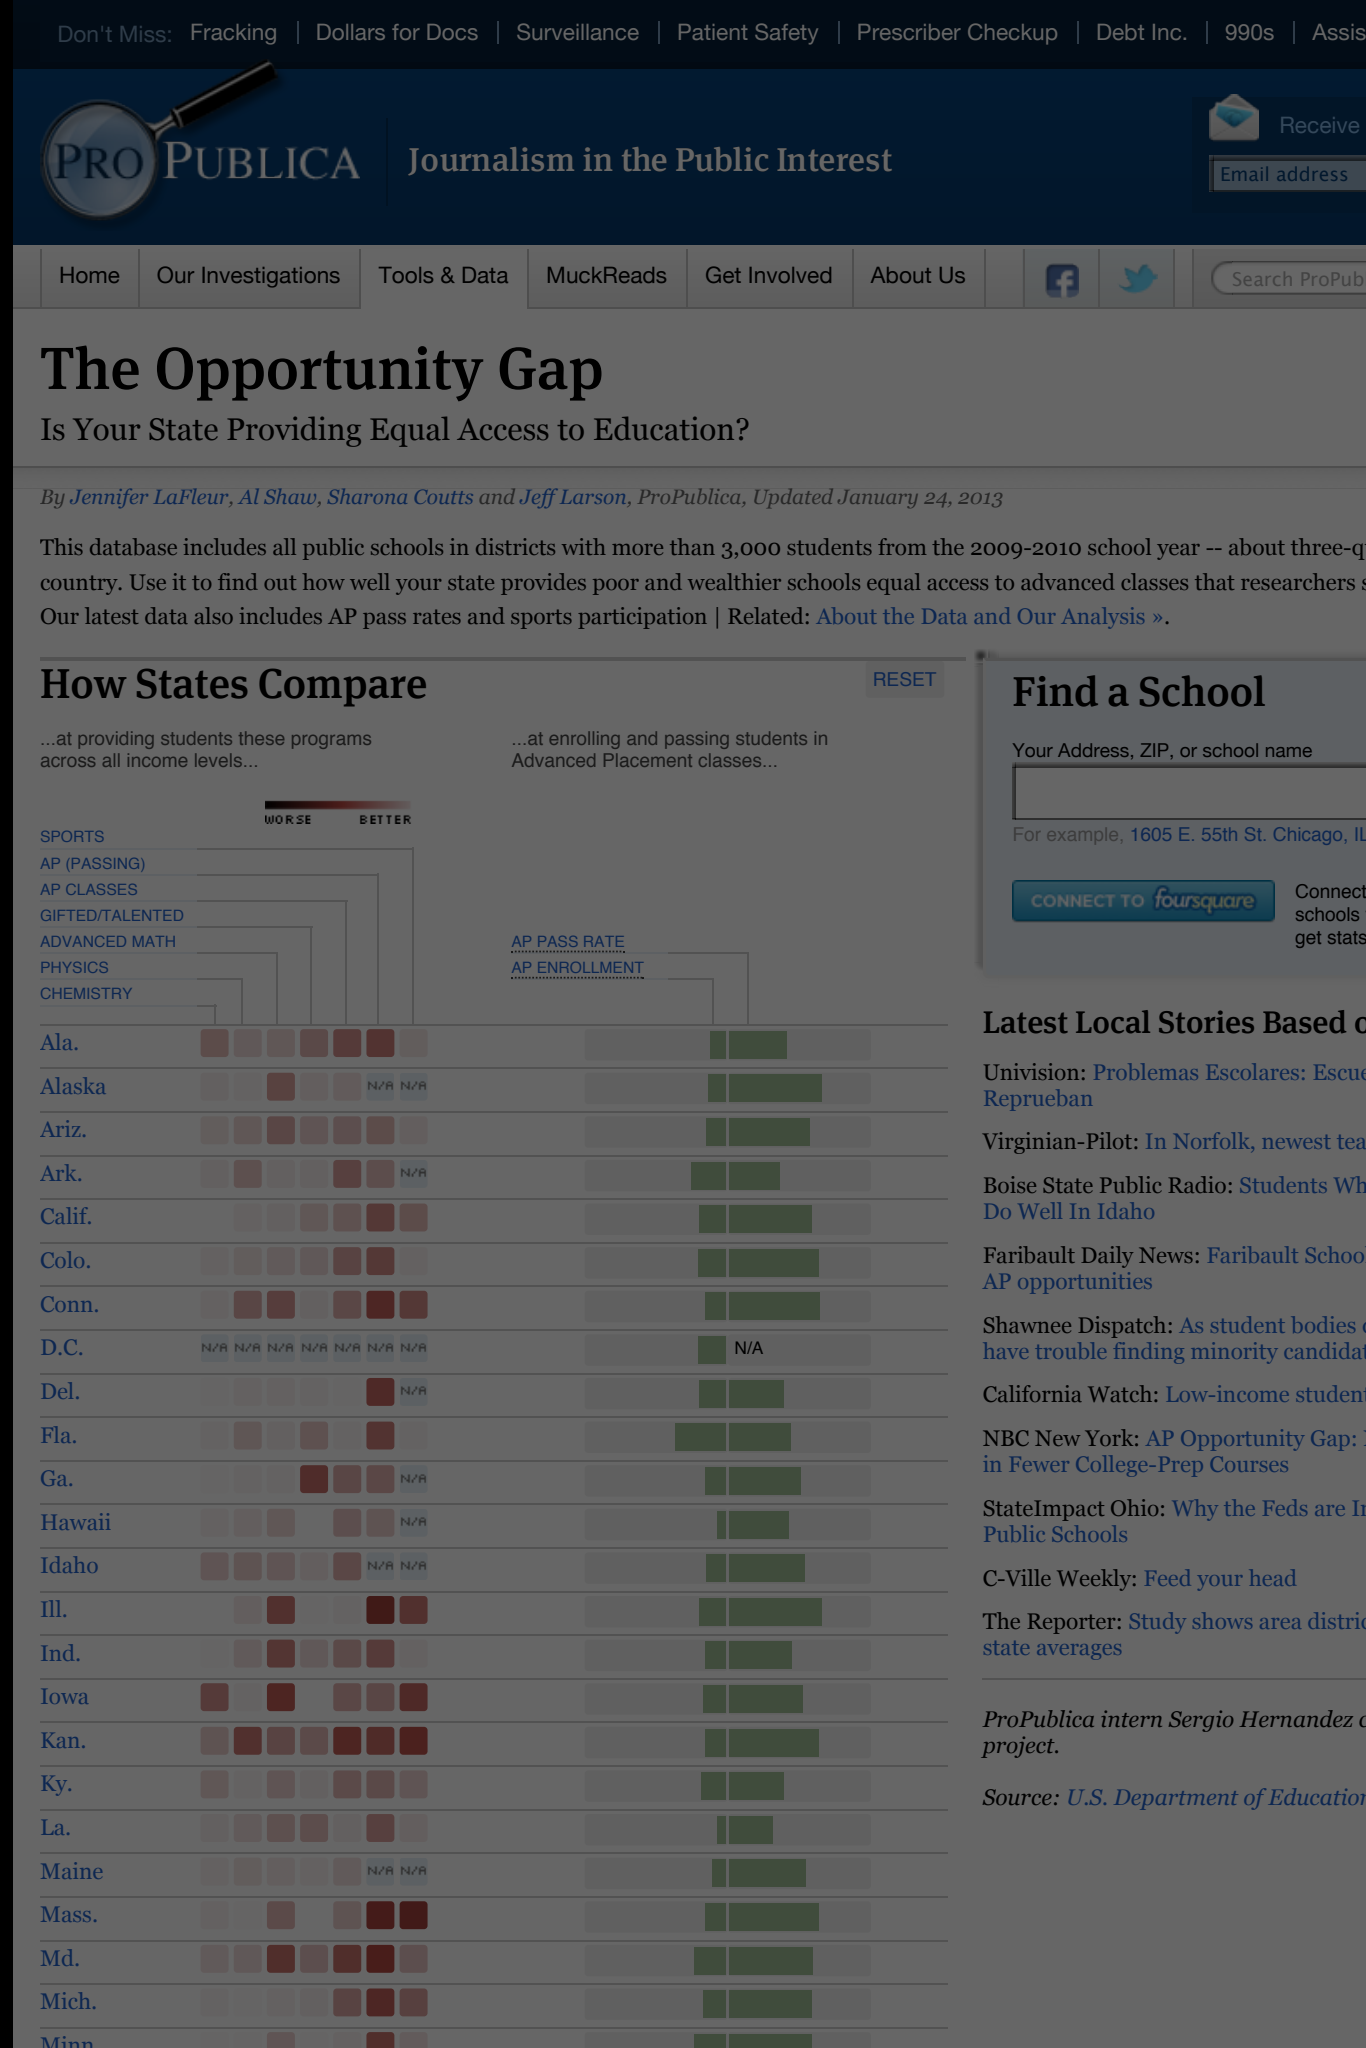 Don't Miss: Fracking | Dollars for Docs | Surveillance | Patient Safety | Prescriber Checkup | Debt Inc. | 990s | Assis
PRO PUBLICA
Journalism in the Public Interest
Receive
Email address
Home Our Investigations Tools & Data MuckReads Get Involved About Us
Search ProPub
The Opportunity Gap
Is Your State Providing Equal Access to Education?
By Jennifer LaFleur, Al Shaw, Sharona Coutts and Jeff Larson, ProPublica, Updated January 24, 2013
This database includes all public schools in districts with more than 3,000 students from the 2009-2010 school year -- about three-q
country. Use it to find out how well your state provides poor and wealthier schools equal access to advanced classes that researchers s
Our latest data also includes AP pass rates and sports participation | Related: About the Data and Our Analysis ».
How States Compare
RESET
...at providing students these programs
across all income levels...
...at enrolling and passing students in
Advanced Placement classes...
WORSE BETTER
SPORTS
AP (PASSING)
AP CLASSES
GIFTED/TALENTED
ADVANCED MATH
PHYSICS
CHEMISTRY
AP PASS RATE
AP ENROLLMENT
Ala.
Alaska N/A N/A
Ariz.
Ark. N/A
Calif.
Colo.
Conn.
D.C. N/A N/A N/A N/A N/A N/A N/A N/A
Del. N/A
Fla.
Ga. N/A
Hawaii N/A
Idaho N/A N/A
Ill.
Ind.
Iowa
Kan.
Ky.
La.
Maine N/A N/A
Mass.
Md.
Mich.
Minn
Find a School
Your Address, ZIP, or school name
For example, 1605 E. 55th St. Chicago, IL
CONNECT TO foursquare
Connect
schools
get stats
Latest Local Stories Based o
Univision: Problemas Escolares: Escue
Reprueban
Virginian-Pilot: In Norfolk, newest tea
Boise State Public Radio: Students Wh
Do Well In Idaho
Faribault Daily News: Faribault Schoo
AP opportunities
Shawnee Dispatch: As student bodies
have trouble finding minority candidat
California Watch: Low-income student
NBC New York: AP Opportunity Gap:
in Fewer College-Prep Courses
StateImpact Ohio: Why the Feds are In
Public Schools
C-Ville Weekly: Feed your head
The Reporter: Study shows area distric
state averages
ProPublica intern Sergio Hernandez c
project.
Source: U.S. Department of Education